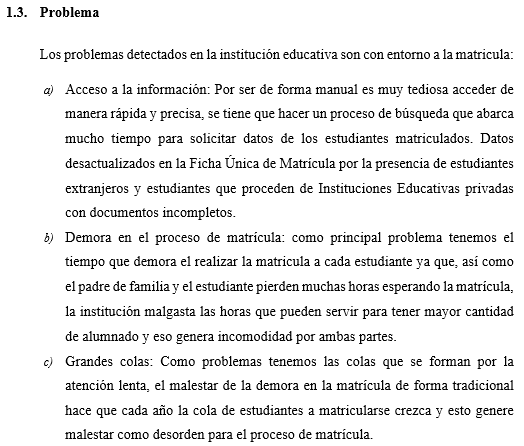 1.3. Problema
Los problemas detectados en la institución educativa son con entorno a la matricula:
a) Acceso a la información: Por ser de forma manual es muy tediosa acceder de
manera rápida y precisa, se tiene que hacer un proceso de búsqueda que abarca
mucho tiempo para solicitar datos de los estudiantes matriculados. Datos
desactualizados en la Ficha Única de Matrícula por la presencia de estudiantes
extranjeros y estudiantes que proceden de Instituciones Educativas privadas
con documentos incompletos.
b) Demora en el proceso de matrícula: como principal problema tenemos el
tiempo que demora el realizar la matricula a cada estudiante ya que, así como
el padre de familia y el estudiante pierden muchas horas esperando la matrícula,
la institución malgasta las horas que pueden servir para tener mayor cantidad
de alumnado y eso genera incomodidad por ambas partes.
c) Grandes colas: Como problemas tenemos las colas que se forman por la
atención lenta, el malestar de la demora en la matrícula de forma tradicional
hace que cada año la cola de estudiantes a matricularse crezca y esto genere
malestar como desorden para el proceso de matrícula.